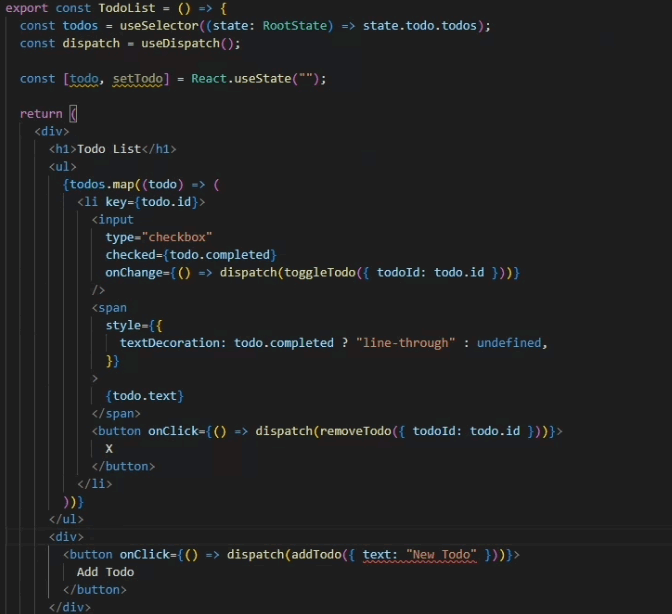 export const TodoList = () => {
  const todos = useSelector((state: RootState) => state.todo.todos);
  const dispatch = useDispatch();

  const [todo, setTodo] = React.useState("");

  return (
    <div>
      <h1>Todo List</h1>
      <ul>
        {todos.map((todo) => (
          <li key={todo.id}>
            <input
              type="checkbox"
              checked={todo.completed}
              onChange={() => dispatch(toggleTodo({ todoId: todo.id }))}
            />
            <span
              style={{
                textDecoration: todo.completed ? "line-through" : undefined,
              }}
            >
              {todo.text}
            </span>
            <button onClick={() => dispatch(removeTodo({ todoId: todo.id }))}>
              X
            </button>
          </li>
        ))}
      </ul>
      <div>
        <button onClick={() => dispatch(addTodo({ text: "New Todo" }))}>
          Add Todo
        </button>
      </div>